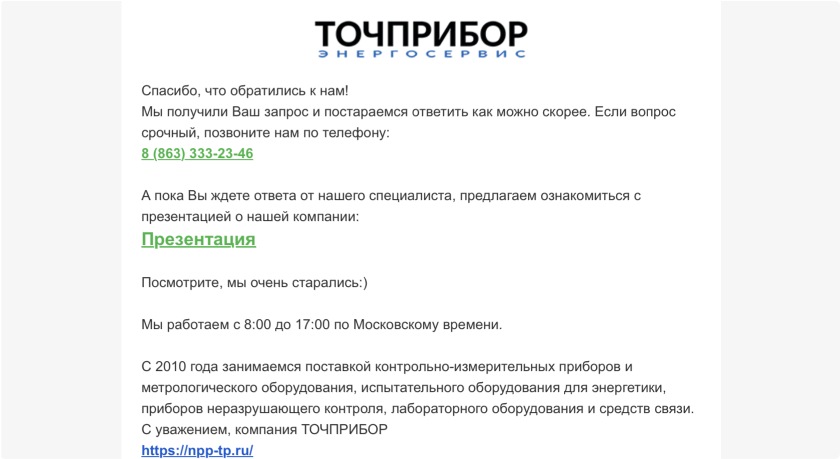 ТОЧПРИБОР
ЭНЕРГОСЕРВИС
Спасибо, что обратились к нам!
Мы получили Ваш запрос и постараемся ответить как можно скорее. Если вопрос
срочный, позвоните нам по телефону:
8 (863) 333-23-46
А пока Вы ждете ответа от нашего специалиста, предлагаем ознакомиться с
презентацией о нашей компании:
Презентация
Посмотрите, мы очень старались:)
Мы работаем с 8:00 до 17:00 по Московскому времени.
С 2010 года занимаемся поставкой контрольно-измерительных приборов и
метрологического оборудования, испытательного оборудования для энергетики,
приборов неразрушающего контроля, лабораторного оборудования и средств связи.
С уважением, компания ТОЧПРИБОР
https://npp-tp.ru/